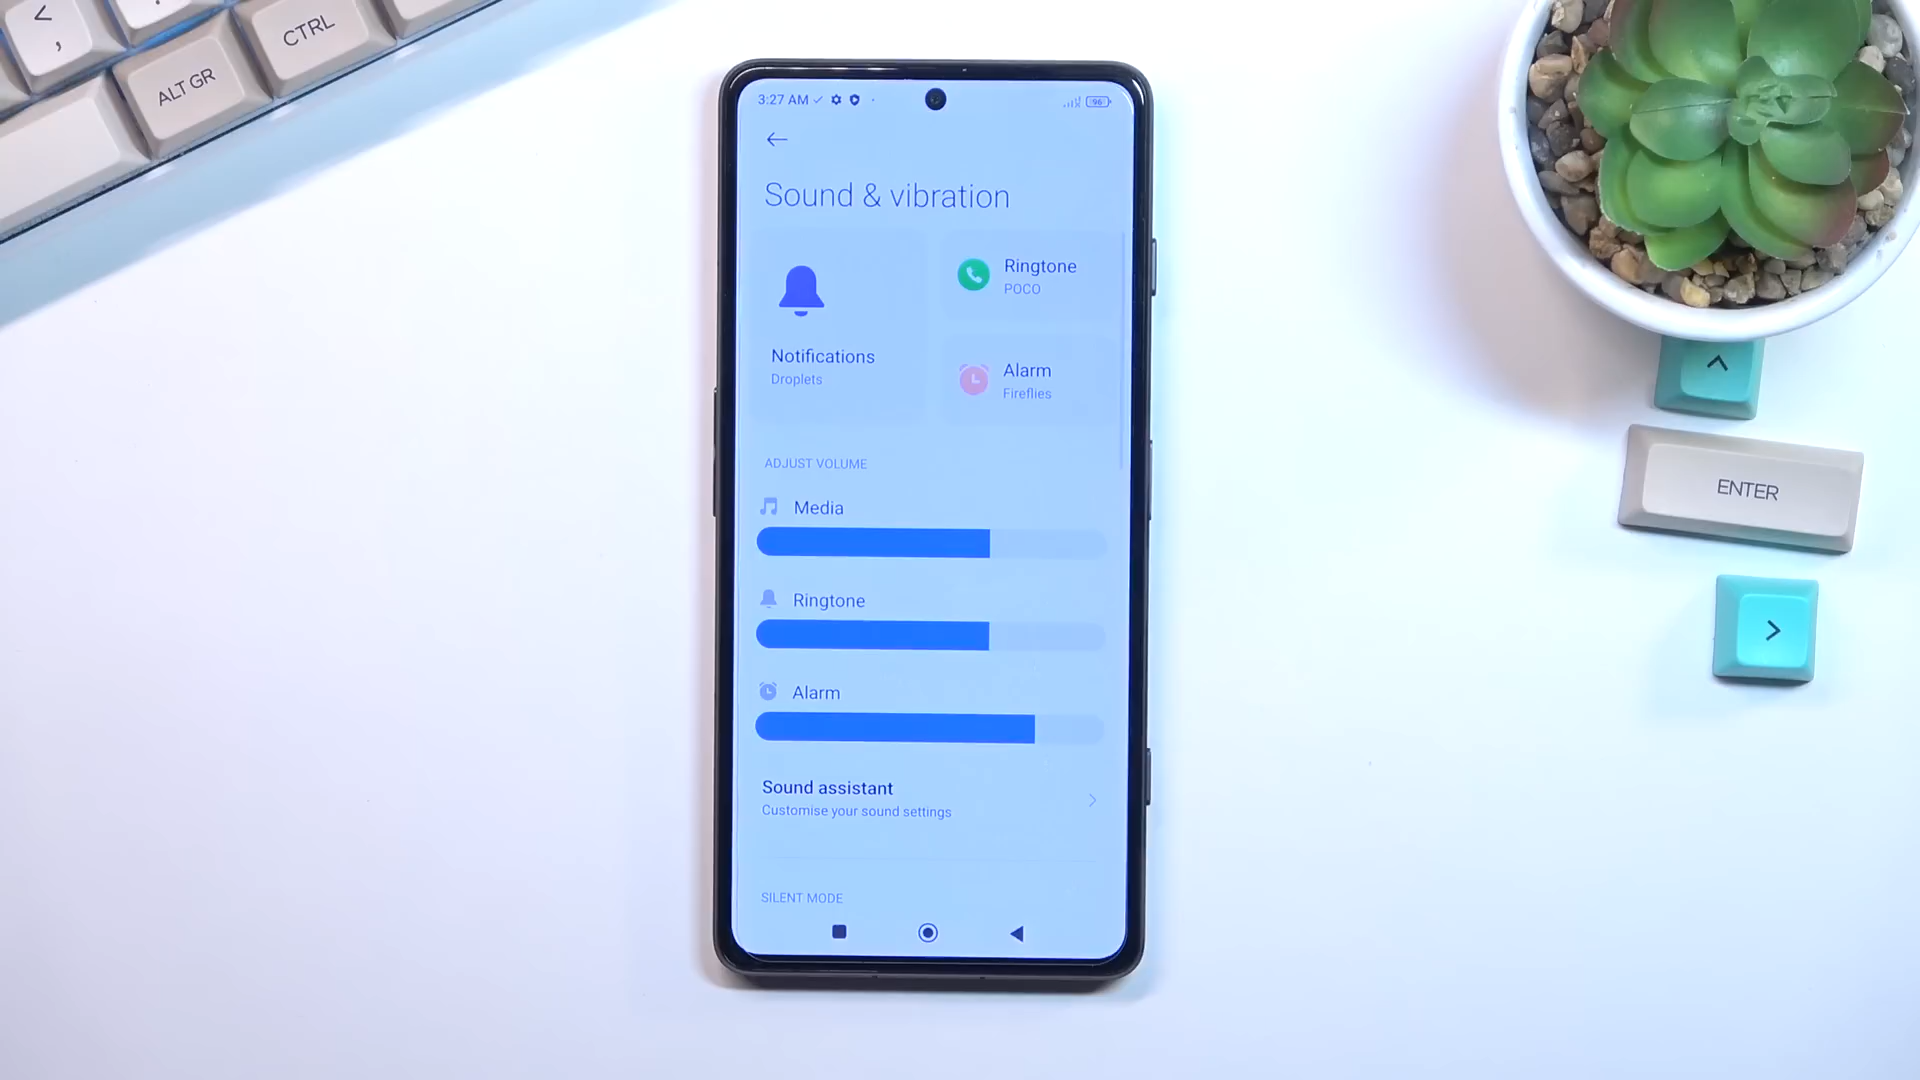 <
,
ALT GR
CTRL
3:27 AM
96
Sound & vibration
Notifications
Droplets
Ringtone
POCO
Alarm
Fireflies
ADJUST VOLUME
Media
Ringtone
Alarm
Sound assistant
Customise your sound settings
SILENT MODE
^
ENTER
>